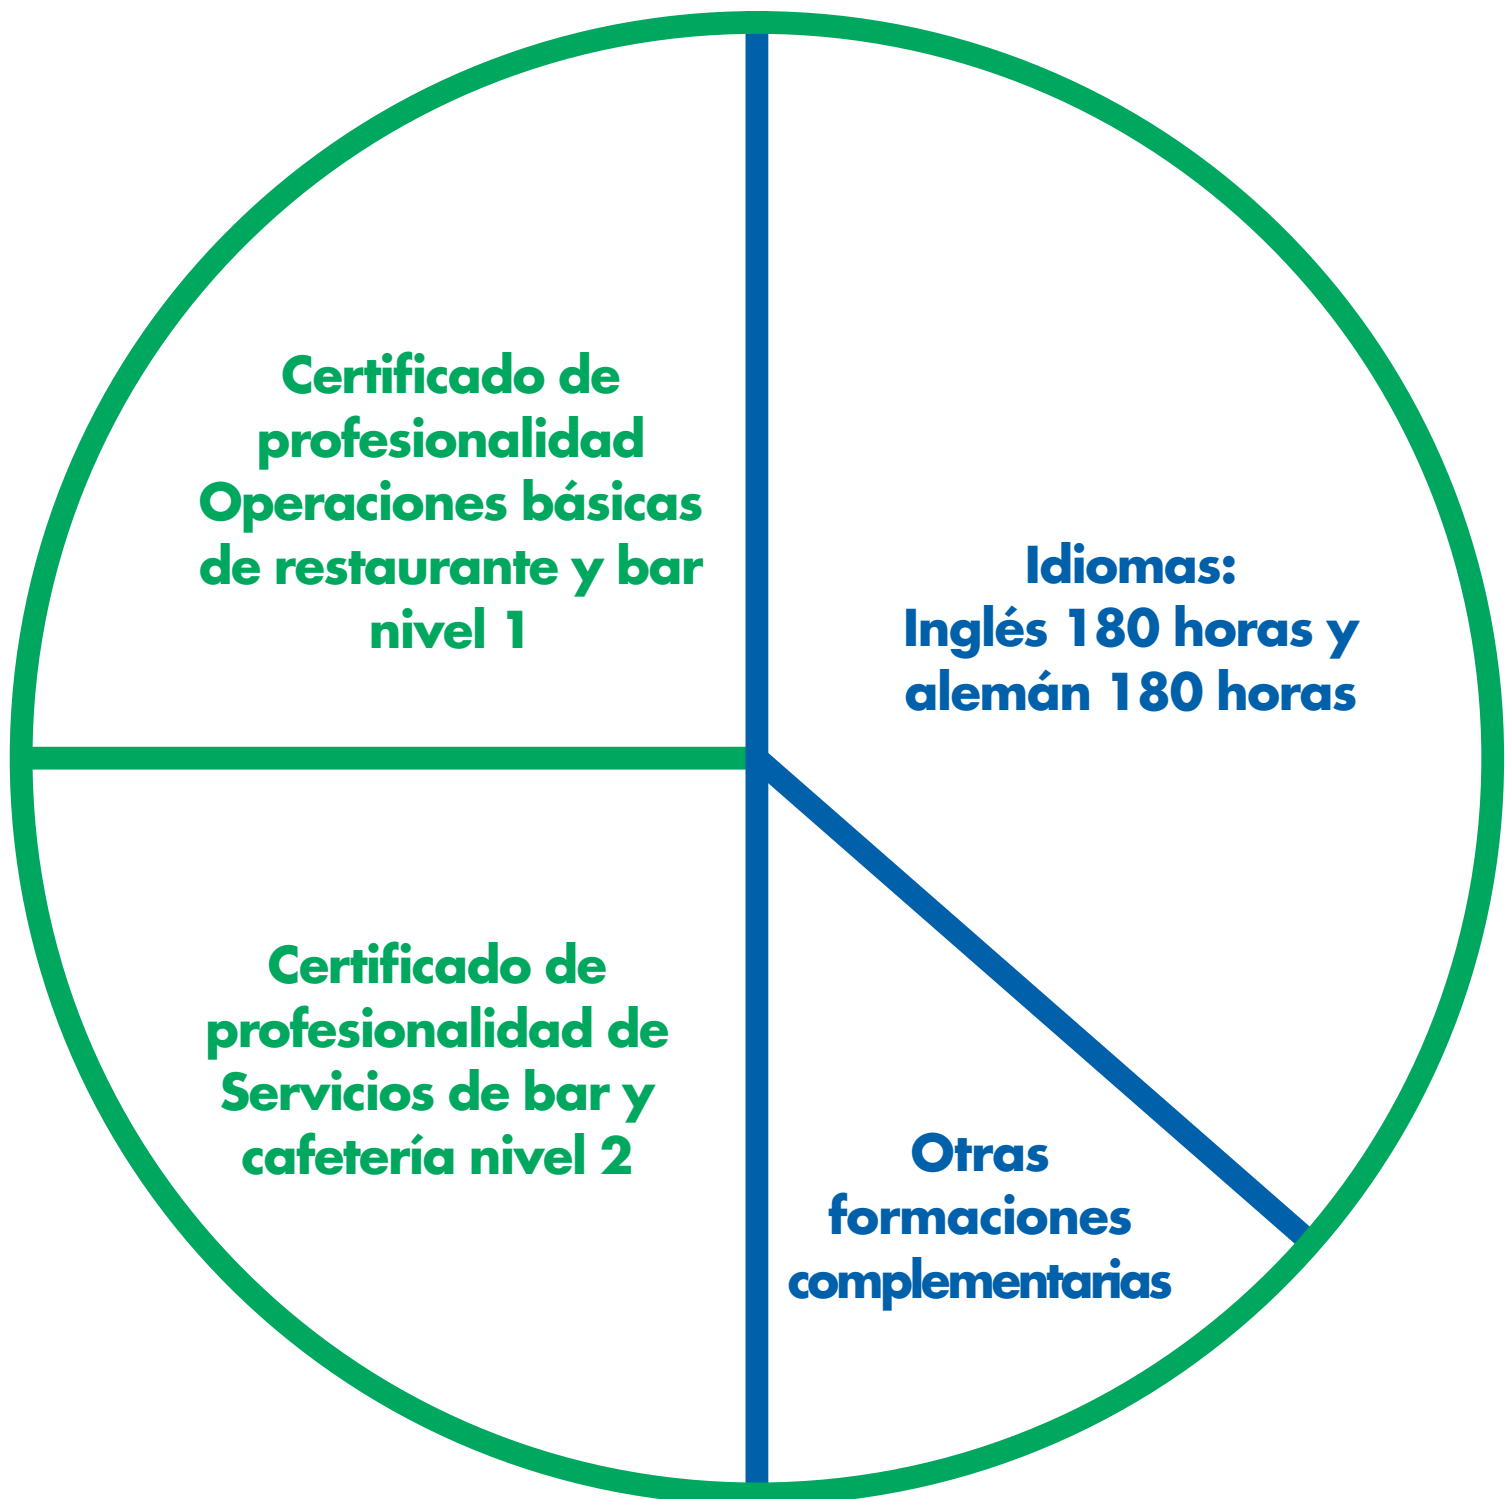 Certificado de
profesionalidad
Operaciones básicas
de restaurante y bar
nivel 1
Idiomas:
Inglés 180 horas y
alemán 180 horas
Certificado de
profesionalidad de
Servicios de bar y
cafetería nivel 2
Otras
formaciones
complementarias